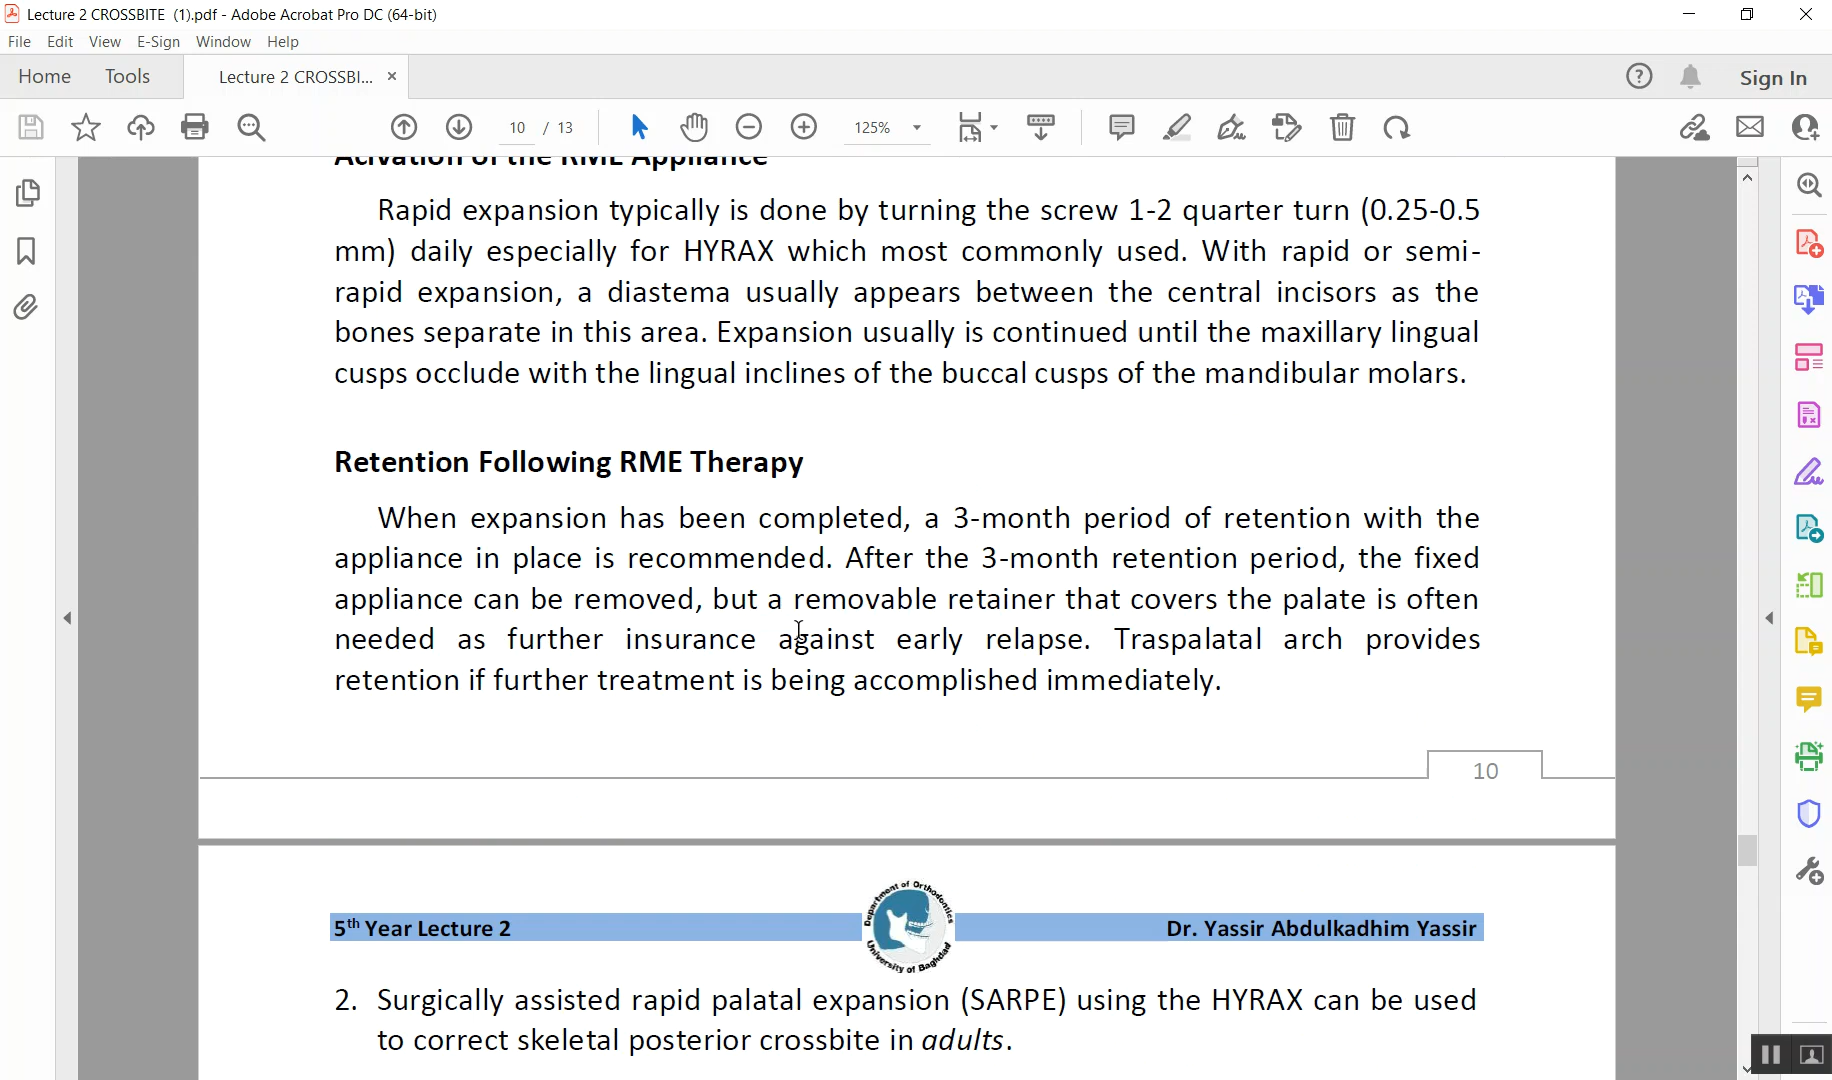 Lecture 2 CROSSBITE (1).pdf - Adobe Acrobat Pro DC (64-bit)
File Edit View E-Sign Window Help
Home Tools Lecture 2 CROSSBI... × Sign In
10 / 13 125%
Acivation of the RME Appliance
Rapid expansion typically is done by turning the screw 1-2 quarter turn (0.25-0.5
mm) daily especially for HYRAX which most commonly used. With rapid or semi-
rapid expansion, a diastema usually appears between the central incisors as the
bones separate in this area. Expansion usually is continued until the maxillary lingual
cusps occlude with the lingual inclines of the buccal cusps of the mandibular molars.
Retention Following RME Therapy
When expansion has been completed, a 3-month period of retention with the
appliance in place is recommended. After the 3-month retention period, the fixed
appliance can be removed, but a removable retainer that covers the palate is often
needed as further insurance against early relapse. Traspalatal arch provides
retention if further treatment is being accomplished immediately.
10
5th Year Lecture 2
Department of Orthodontics
University of Baghdad
Dr. Yassir Abdulkadhim Yassir
2. Surgically assisted rapid palatal expansion (SARPE) using the HYRAX can be used
to correct skeletal posterior crossbite in adults.